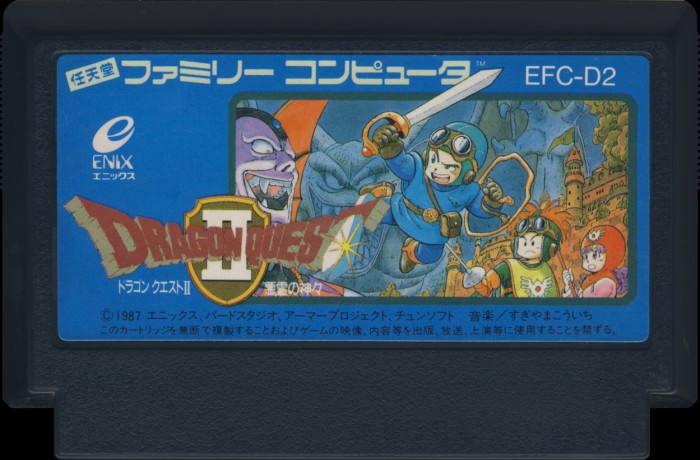 任天堂 ファミリー コンピュータ™ EFC-D2
ENIX
エニックス
DRAGON QUEST
II
ドラゴン クエストII 悪霊の神々
©1987 エニックス、バードスタジオ、アーマープロジェクト、チュンソフト 音楽/すぎやまこういち
このカートリッジを無断で複製することおよびゲームの映像、内容等を出版、放送、上演等に使用することを禁ずる。